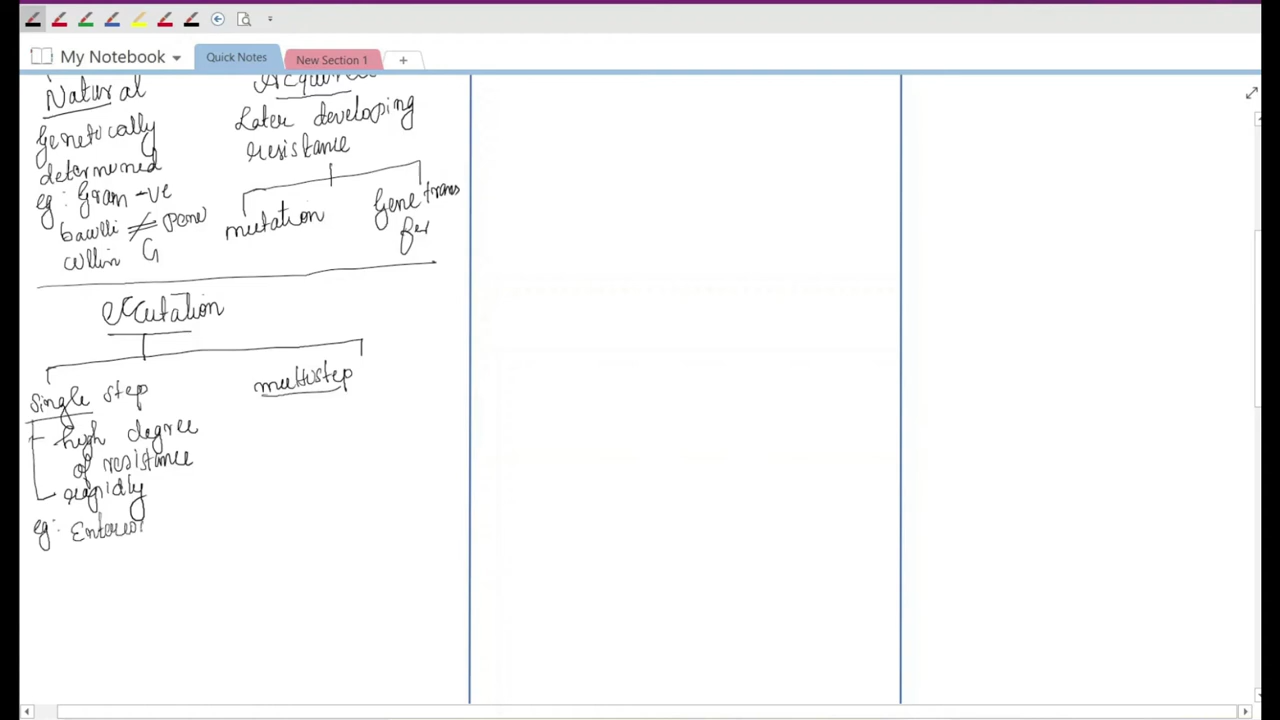 My Notebook
Quick Notes
New Section 1
+
Natural
Genetically
determined
eg: Gram -ve
bacilli ≠ peni
cillin G
Acquired
Later developing
resistance
mutation
Gene trans
fer
Mutation
Single step
high degree
of resistance
rapidly
eg:
multistep